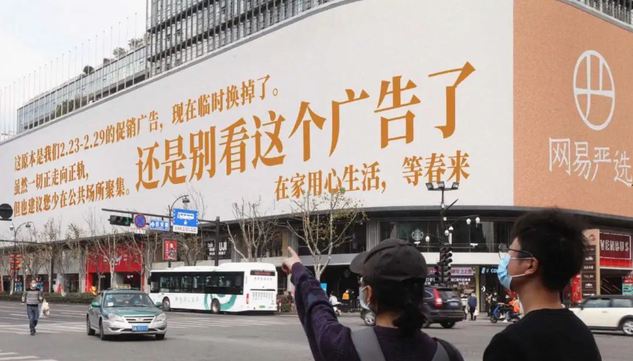 这原本是我们2.23-2.29的促销广告，现在临时换掉了。
虽然一切正走向正轨，
但也建议您少在公共场所聚集。
还是别看这个广告了
在家用心生活，等春来
严
网易严选